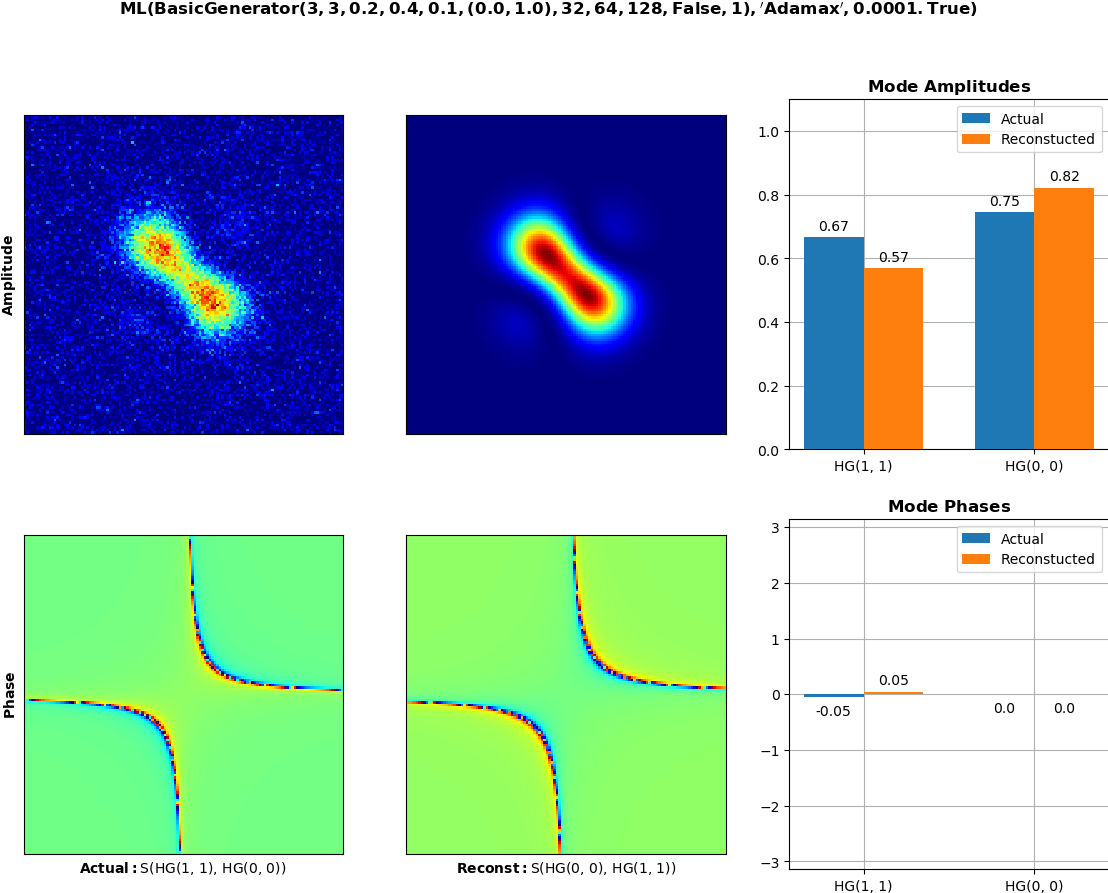 ML(BasicGenerator(3, 3, 0.2, 0.4, 0.1, (0.0, 1.0), 32, 64, 128, False, 1), ′Adamax′, 0.0001. True)
Amplitude
Mode Amplitudes
Actual
Reconstucted
1.0
0.8
0.6
0.4
0.2
0.0
0.67
0.57
0.75
0.82
HG(1, 1)
HG(0, 0)
Phase
Actual: S(HG(1, 1), HG(0, 0))
Reconst: S(HG(0, 0), HG(1, 1))
Mode Phases
Actual
Reconstucted
3
2
1
0
−1
−2
−3
-0.05
0.05
0.0
0.0
HG(1, 1)
HG(0, 0)